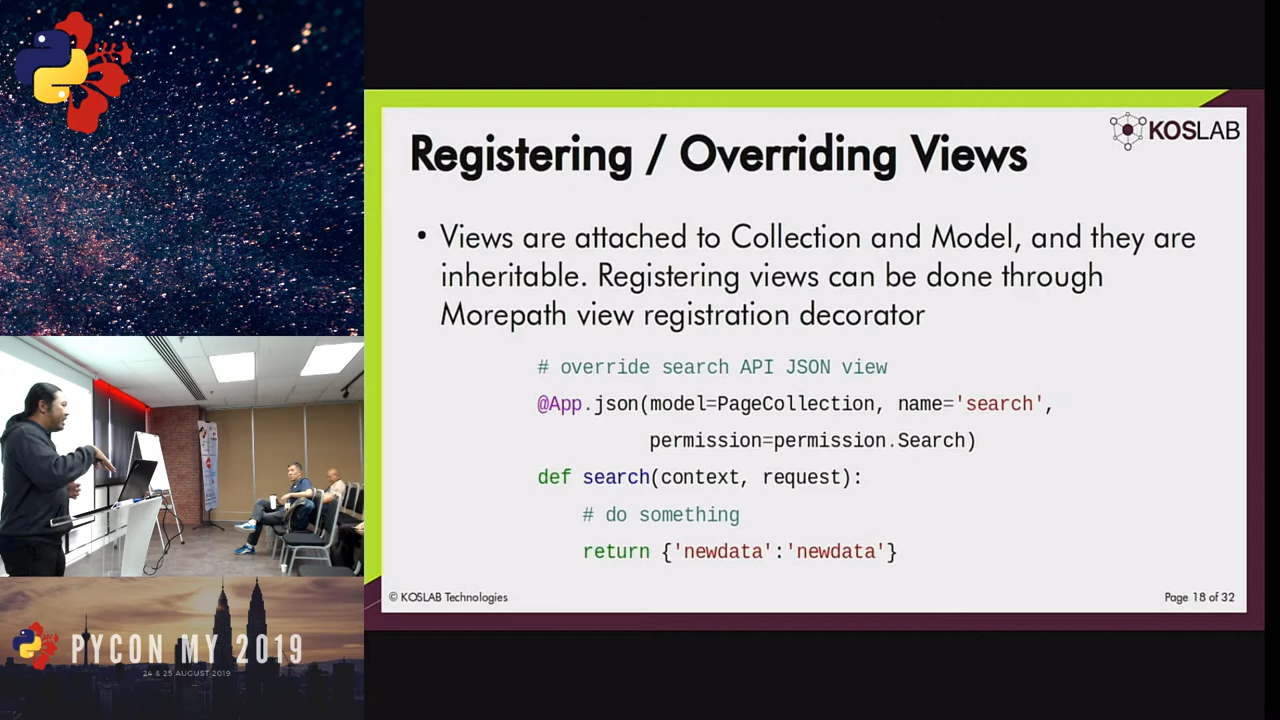 KOSLAB
Registering / Overriding Views
• Views are attached to Collection and Model, and they are
inheritable. Registering views can be done through
Morepath view registration decorator
# override search API JSON view
@App.json(model=PageCollection, name='search',
permission=permission.Search)
def search(context, request):
# do something
return {'newdata':'newdata'}
© KOSLAB Technologies
Page 18 of 32
PYCON MY 2019
24 & 25 AUGUST 2019